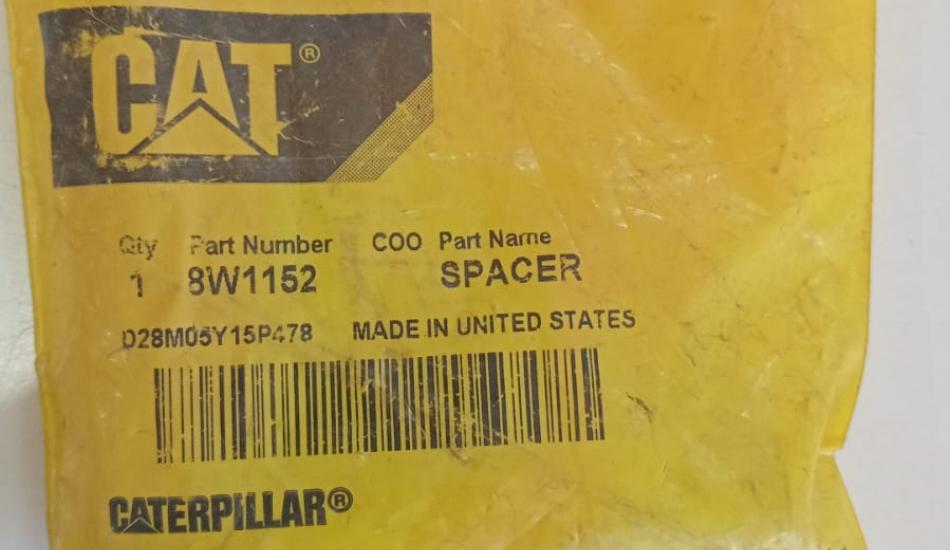 CAT®
Qty Part Number COO Part Name
1 8W1152 SPACER
D28M05Y15P478 MADE IN UNITED STATES
CATERPILLAR®